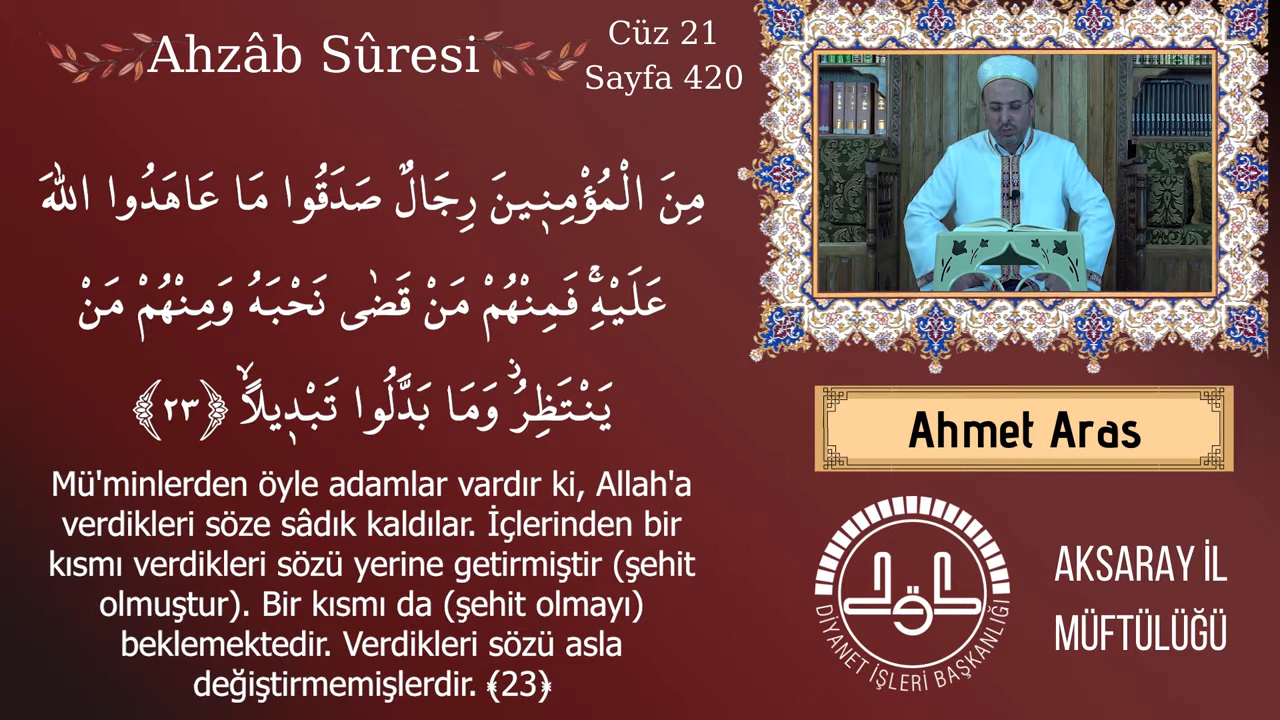 Ahzâb Sûresi
Cüz 21
Sayfa 420
مِنَ الْمُؤْمِنٖينَ رِجَالٌ صَدَقُوا مَا عَاهَدُوا اللّٰهَ
عَلَيْهِۚ فَمِنْهُمْ مَنْ قَضٰى نَحْبَهُ وَمِنْهُمْ مَنْ
يَنْتَظِرُؗ وَمَا بَدَّلُوا تَبْدٖيلاًۙ ﴿٢٣﴾
Mü'minlerden öyle adamlar vardır ki, Allah'a
verdikleri söze sâdık kaldılar. İçlerinden bir
kısmı verdikleri sözü yerine getirmiştir (şehit
olmuştur). Bir kısmı da (şehit olmayı)
beklemektedir. Verdikleri sözü asla
değiştirmemişlerdir. ﴾23﴿
Ahmet Aras
DİYANET İŞLERİ BAŞKANLIĞI
AKSARAY İL
MÜFTÜLÜĞÜ